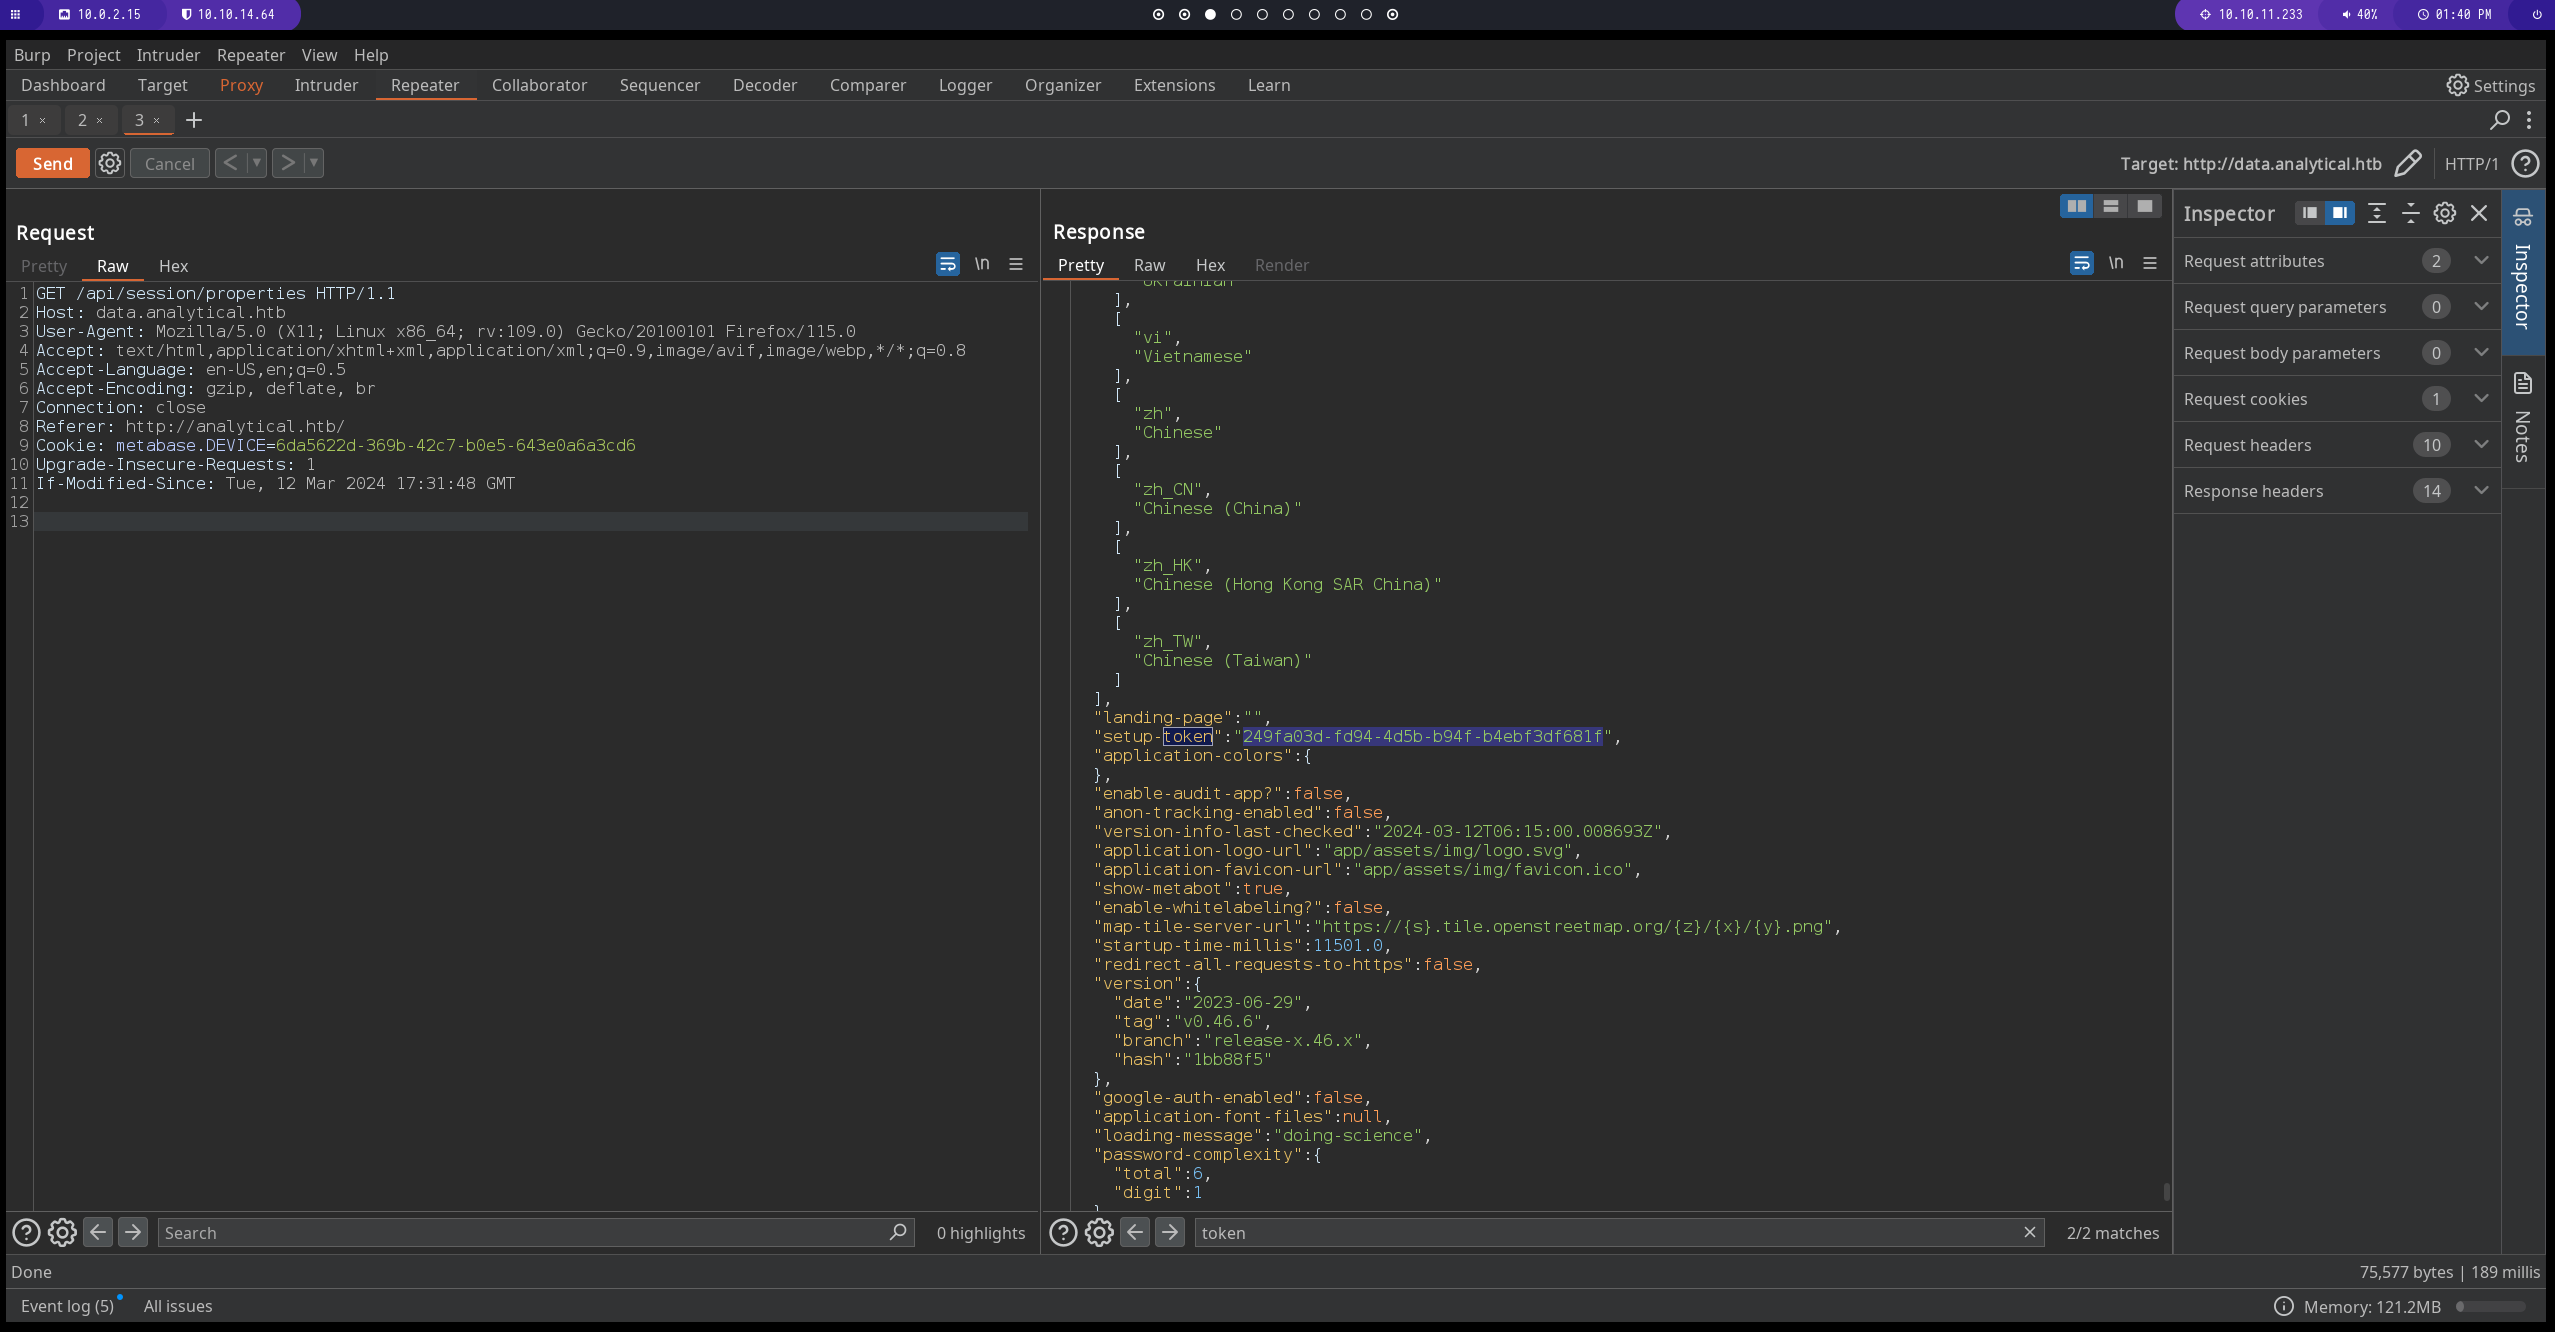 10.0.2.15 10.10.14.64 10.10.11.233 40% 01:40 PM
Burp Project Intruder Repeater View Help
Dashboard Target Proxy Intruder Repeater Collaborator Sequencer Decoder Comparer Logger Organizer Extensions Learn Settings
1 × 2 × 3 × +
Send Cancel < > Target: http://data.analytical.htb HTTP/1
Request
Pretty Raw Hex \n
1 GET /api/session/properties HTTP/1.1
2 Host: data.analytical.htb
3 User-Agent: Mozilla/5.0 (X11; Linux x86_64; rv:109.0) Gecko/20100101 Firefox/115.0
4 Accept: text/html,application/xhtml+xml,application/xml;q=0.9,image/avif,image/webp,*/*;q=0.8
5 Accept-Language: en-US,en;q=0.5
6 Accept-Encoding: gzip, deflate, br
7 Connection: close
8 Referer: http://analytical.htb/
9 Cookie: metabase.DEVICE=6da5622d-369b-42c7-b0e5-643e0a6a3cd6
10 Upgrade-Insecure-Requests: 1
11 If-Modified-Since: Tue, 12 Mar 2024 17:31:48 GMT
12
13
Search 0 highlights
Response
Pretty Raw Hex Render \n
"Ukrainian"
],
[
"vi",
"Vietnamese"
],
[
"zh",
"Chinese"
],
[
"zh_CN",
"Chinese (China)"
],
[
"zh_HK",
"Chinese (Hong Kong SAR China)"
],
[
"zh_TW",
"Chinese (Taiwan)"
]
],
"landing-page":"",
"setup-token":"249fa03d-fd94-4d5b-b94f-b4ebf3df681f",
"application-colors":{
},
"enable-audit-app?":false,
"anon-tracking-enabled":false,
"version-info-last-checked":"2024-03-12T06:15:00.008693Z",
"application-logo-url":"app/assets/img/logo.svg",
"application-favicon-url":"app/assets/img/favicon.ico",
"show-metabot":true,
"enable-whitelabeling?":false,
"map-tile-server-url":"https://{s}.tile.openstreetmap.org/{z}/{x}/{y}.png",
"startup-time-millis":11501.0,
"redirect-all-requests-to-https":false,
"version":{
"date":"2023-06-29",
"tag":"v0.46.6",
"branch":"release-x.46.x",
"hash":"1bb88f5"
},
"google-auth-enabled":false,
"application-font-files":null,
"loading-message":"doing-science",
"password-complexity":{
"total":6,
"digit":1
}
token 2/2 matches
Inspector
Request attributes 2
Request query parameters 0
Request body parameters 0
Request cookies 1
Request headers 10
Response headers 14
Inspector
Notes
Done 75,577 bytes | 189 millis
Event log (5) All issues Memory: 121.2MB